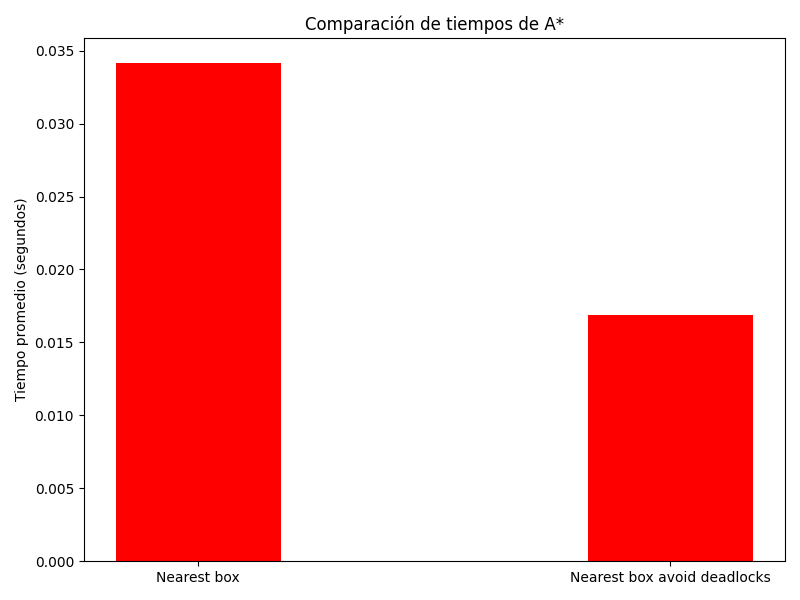 Comparación de tiempos de A*
Tiempo promedio (segundos)
0.035
0.030
0.025
0.020
0.015
0.010
0.005
0.000
Nearest box
Nearest box avoid deadlocks